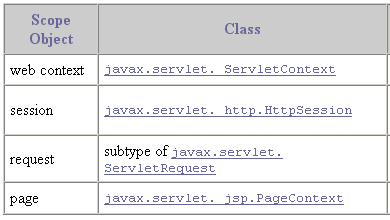 Scope
Object
Class
web context
javax.servlet. ServletContext
session
javax.servlet. http.HttpSession
request
subtype of javax.servlet.
ServletRequest
page
javax.servlet. jsp.PageContext